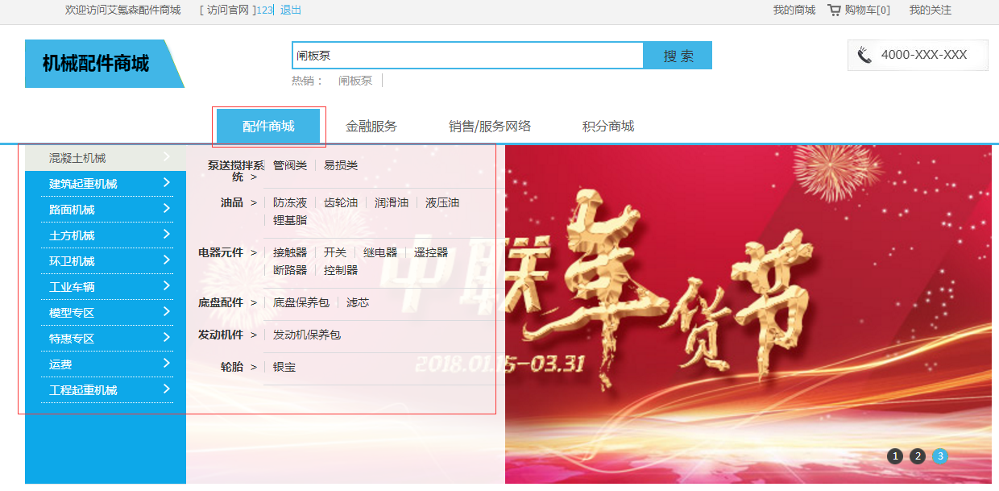 欢迎访问艾氪森配件商城 [ 访问官网 ]123| 退出 我的商城 购物车[0] 我的关注
机械配件商城
闸板泵 搜 索
4000-XXX-XXX
热销： 闸板泵
配件商城 金融服务 销售/服务网络 积分商城
混凝土机械
建筑起重机械
路面机械
土方机械
环卫机械
工业车辆
模型专区
特惠专区
运费
工程起重机械
泵送搅拌系
统 > 管阀类 易损类
油品 > 防冻液 齿轮油 润滑油 液压油
锂基脂
电器元件 > 接触器 开关 继电器 遥控器
断路器 控制器
底盘配件 > 底盘保养包 滤芯
发动机件 > 发动机保养包
轮胎 > 银宝
中联年货节
2018.01.15-03.31
1 2 3